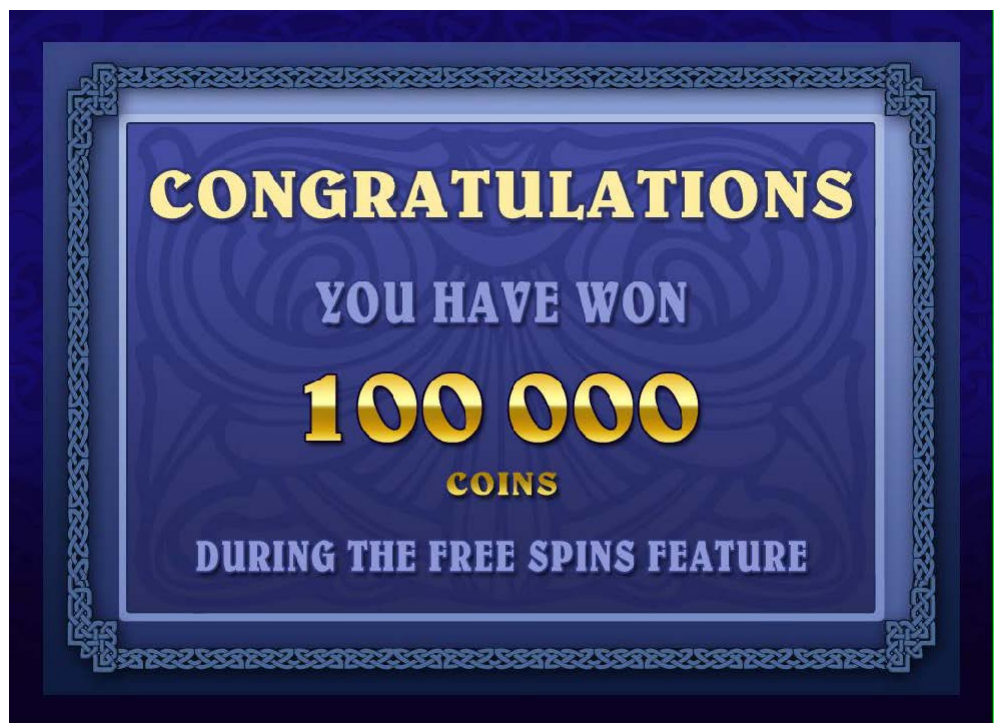 CONGRATULATIONS
YOU HAVE WON
100 000
COINS
DURING THE FREE SPINS FEATURE